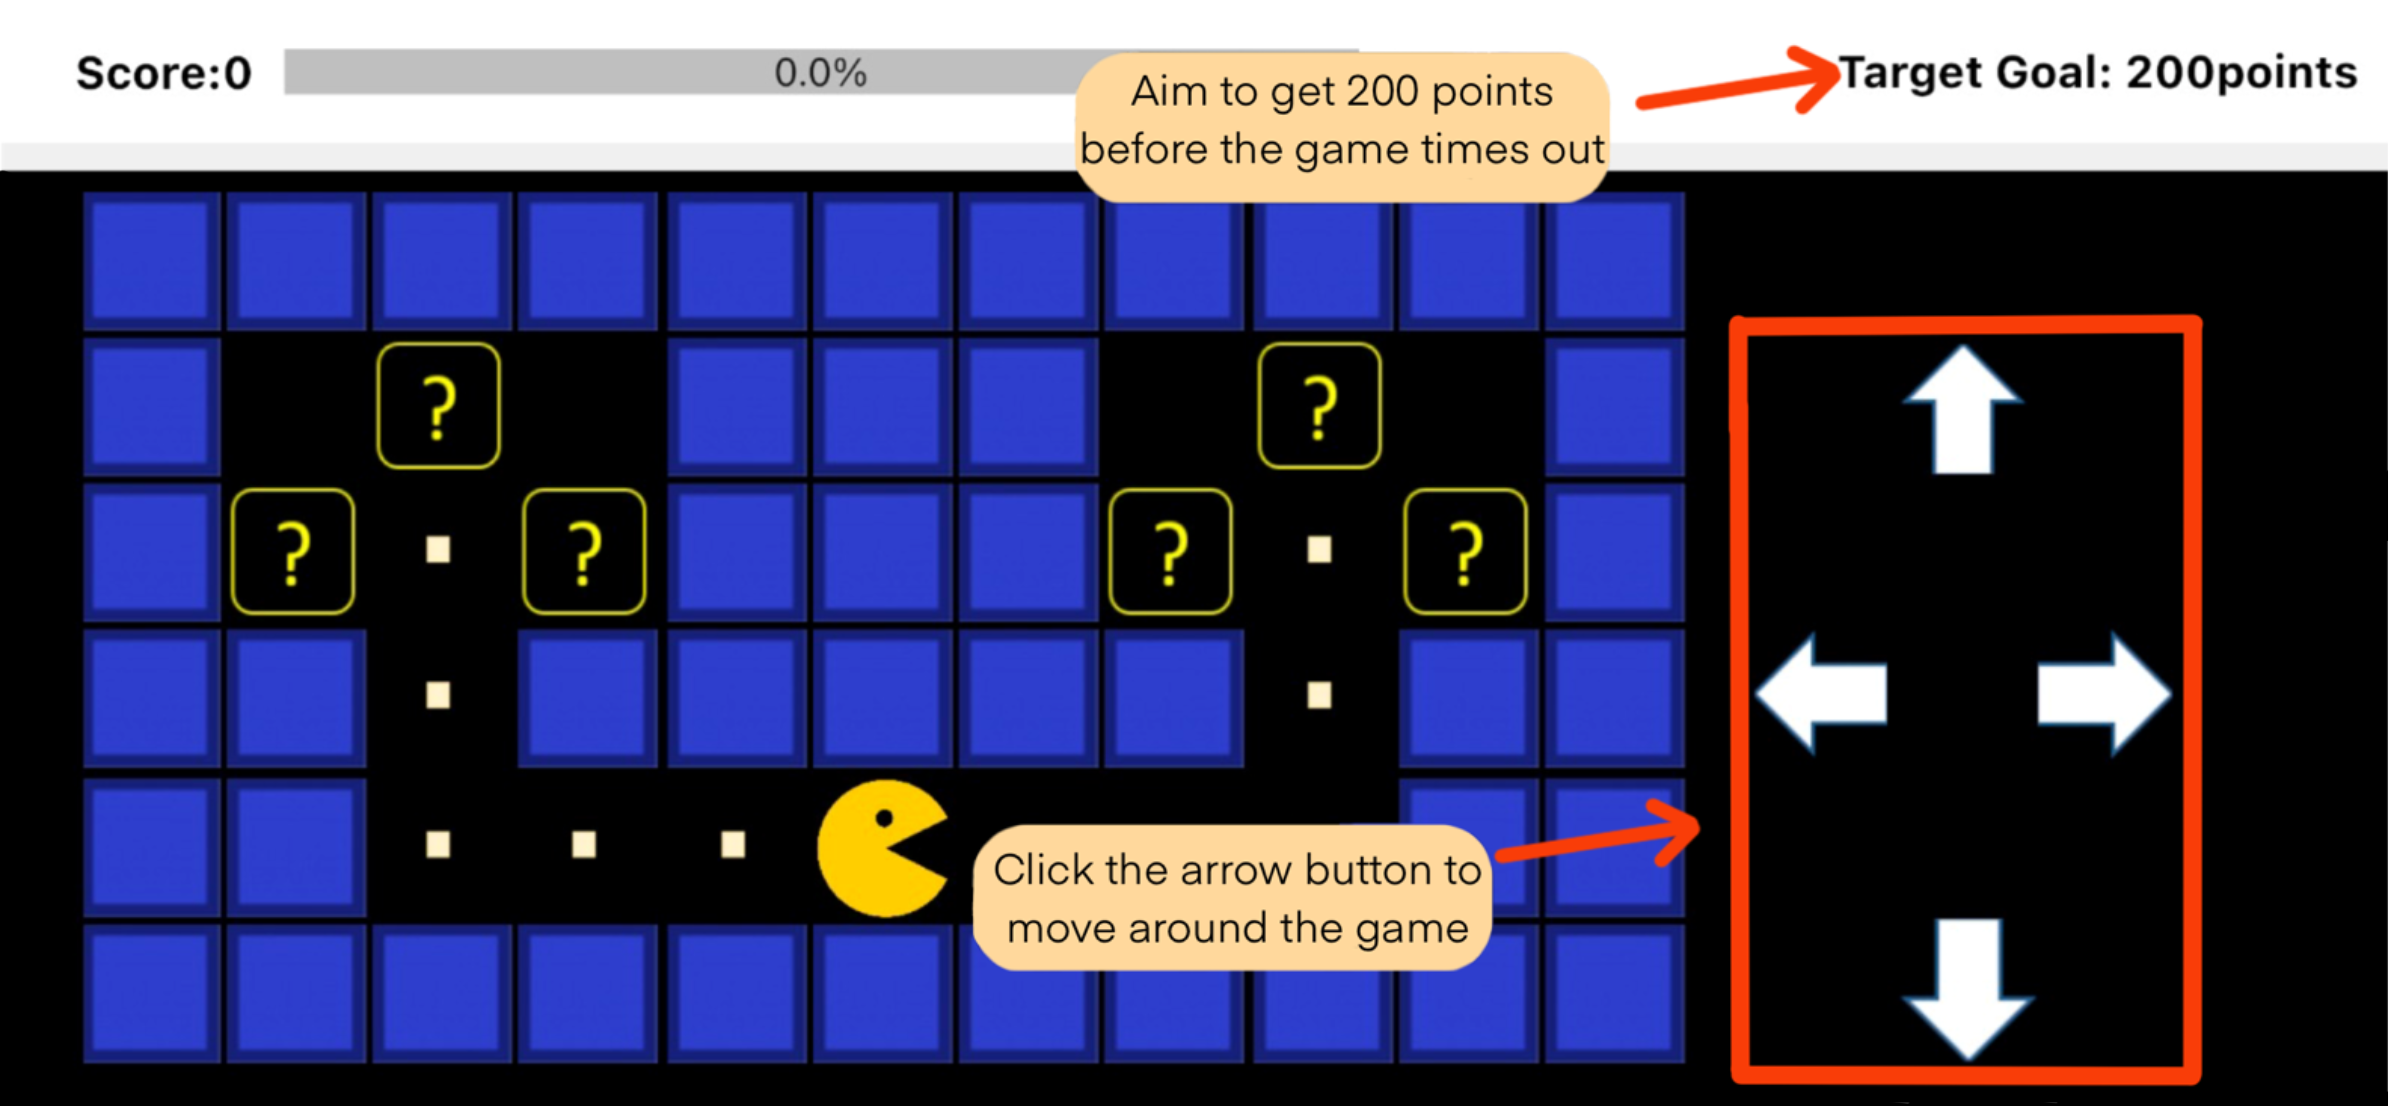 Score:0
0.0%
Aim to get 200 points
before the game times out
Target Goal: 200points
?
?
?
?
?
?
Click the arrow button to
move around the game